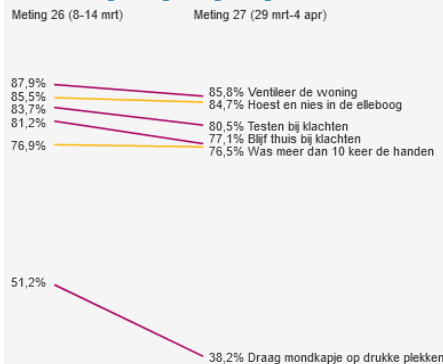 Meting 26 (8-14 mrt) Meting 27 (29 mrt-4 apr)
87,9%
85,8% Ventileer de woning
85,5%
84,7% Hoest en nies in de elleboog
83,7%
80,5% Testen bij klachten
81,2%
77,1% Blijf thuis bij klachten
76,9%
76,5% Was meer dan 10 keer de handen
51,2%
38,2% Draag mondkapje op drukke plekken